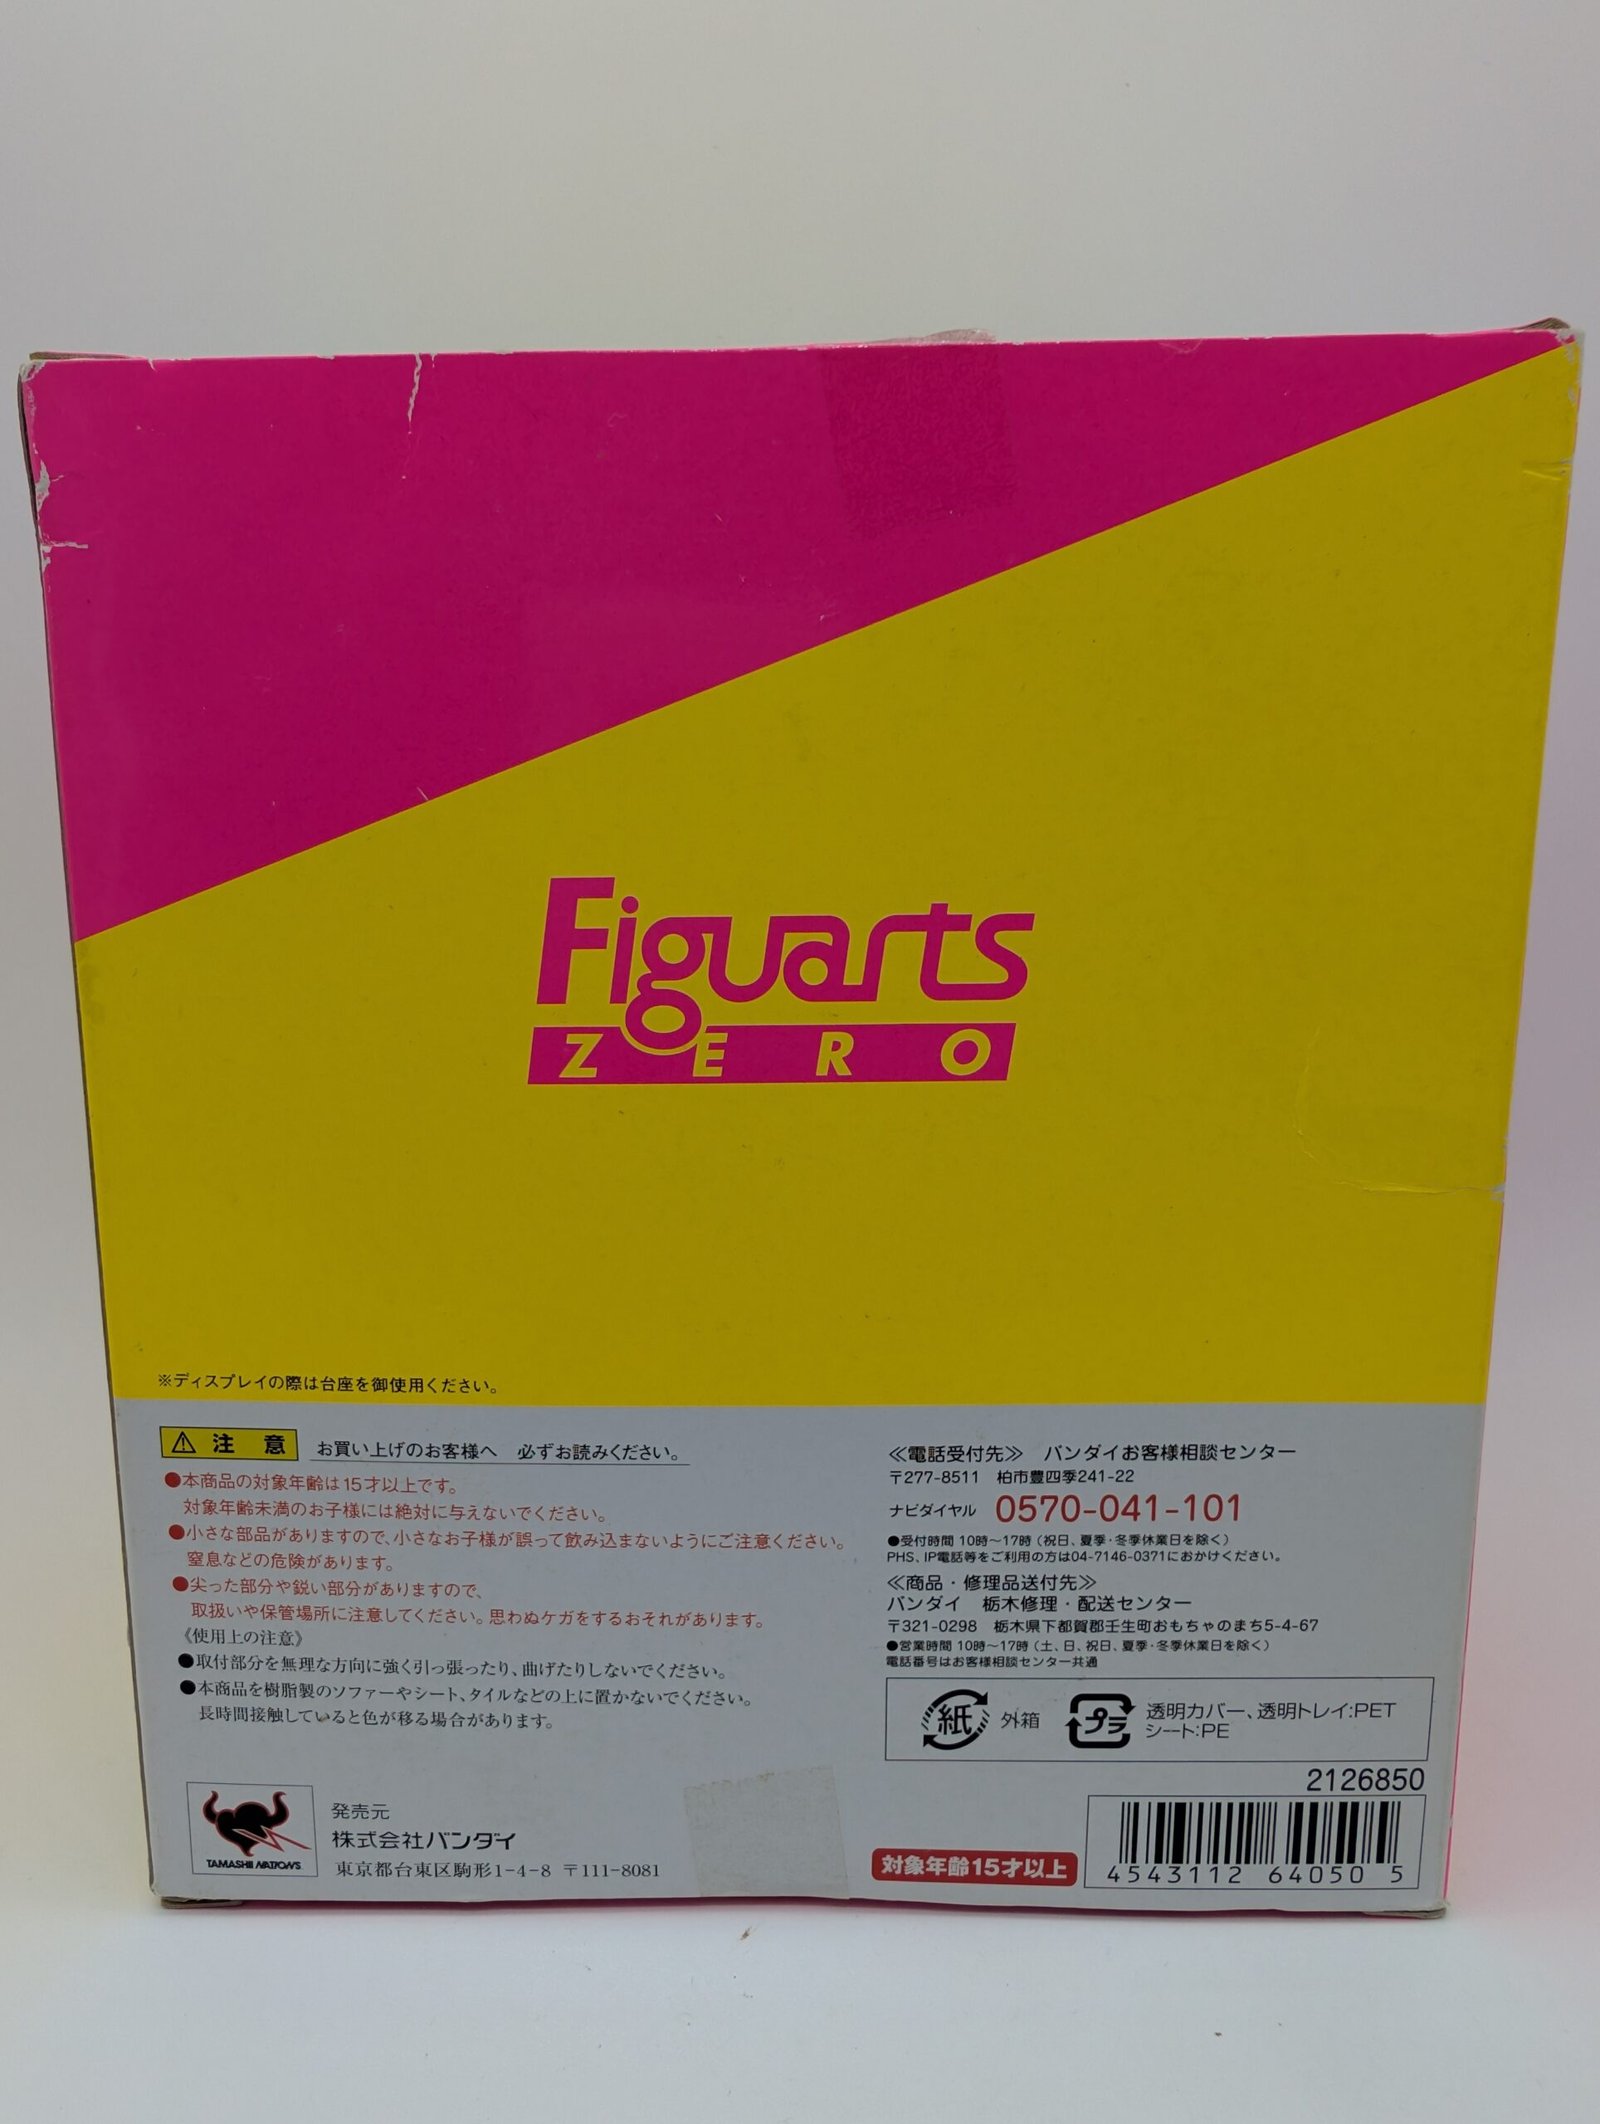 Figuarts
ZERO
※ディスプレイの際は台座を御使用ください。
注 意 お買い上げのお客様へ 必ずお読みください。
●本商品の対象年齢は15才以上です。
対象年齢未満のお子様には絶対に与えないでください。
●小さな部品がありますので、小さなお子様が誤って飲み込まないようにご注意ください。
窒息などの危険があります。
●尖った部分や鋭い部分がありますので、
取扱いや保管場所に注意してください。思わぬケガをするおそれがあります。
《使用上の注意》
●取付部分を無理な方向に強く引っ張ったり、曲げたりしないでください。
●本商品を樹脂製のソファーやシート、タイルなどの上に置かないでください。
長時間接触していると色が移る場合があります。
TAMASHII NATIONS
発売元
株式会社バンダイ
東京都台東区駒形1-4-8 〒111-8081
≪電話受付先≫ バンダイお客様相談センター
〒277-8511 柏市豊四季241-22
ナビダイヤル 0570-041-101
●受付時間 10時～17時（祝日、夏季・冬季休業日を除く）
PHS、IP電話等をご利用の方は04-7146-0371におかけください。
≪商品・修理品送付先≫
バンダイ 栃木修理・配送センター
〒321-0298 栃木県下都賀郡壬生町おもちゃのまち5-4-67
●営業時間 10時～17時（土、日、祝日、夏季・冬季休業日を除く）
電話番号はお客様相談センター共通
紙 外箱 プラ 透明カバー、透明トレイ:PET
シート:PE
2126850
対象年齢15才以上
4543112 64050 5